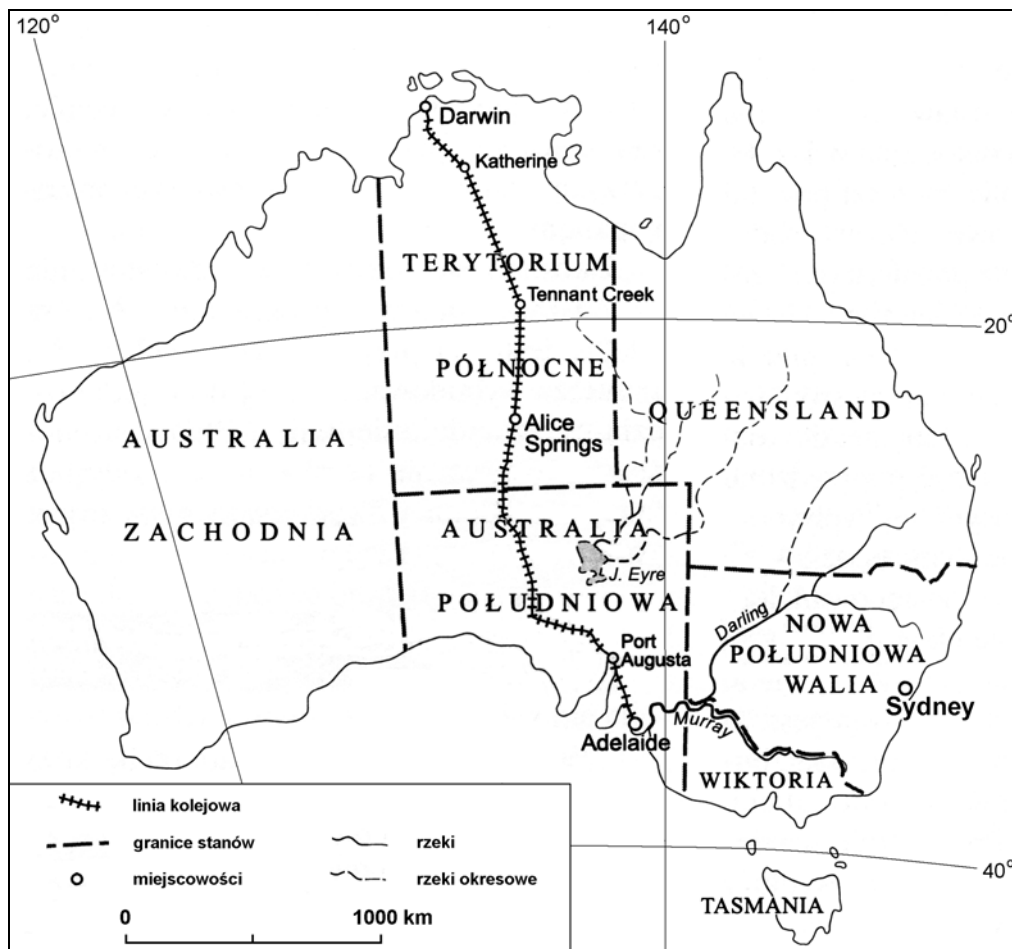 120°
140°
Darwin
Katherine
TERYTORIUM
Tennant Creek
20°
PÓŁNOCNE
QUEENSLAND
Alice
Springs
AUSTRALIA
ZACHODNIA
AUSTRALIA
J. Eyre
POŁUDNIOWA
Darling
NOWA
POŁUDNIOWA
WALIA
Port
Augusta
Sydney
Murray
Adelaide
WIKTORIA
linia kolejowa
granice stanów
rzeki
miejscowości
rzeki okresowe
40°
TASMANIA
0 1000 km